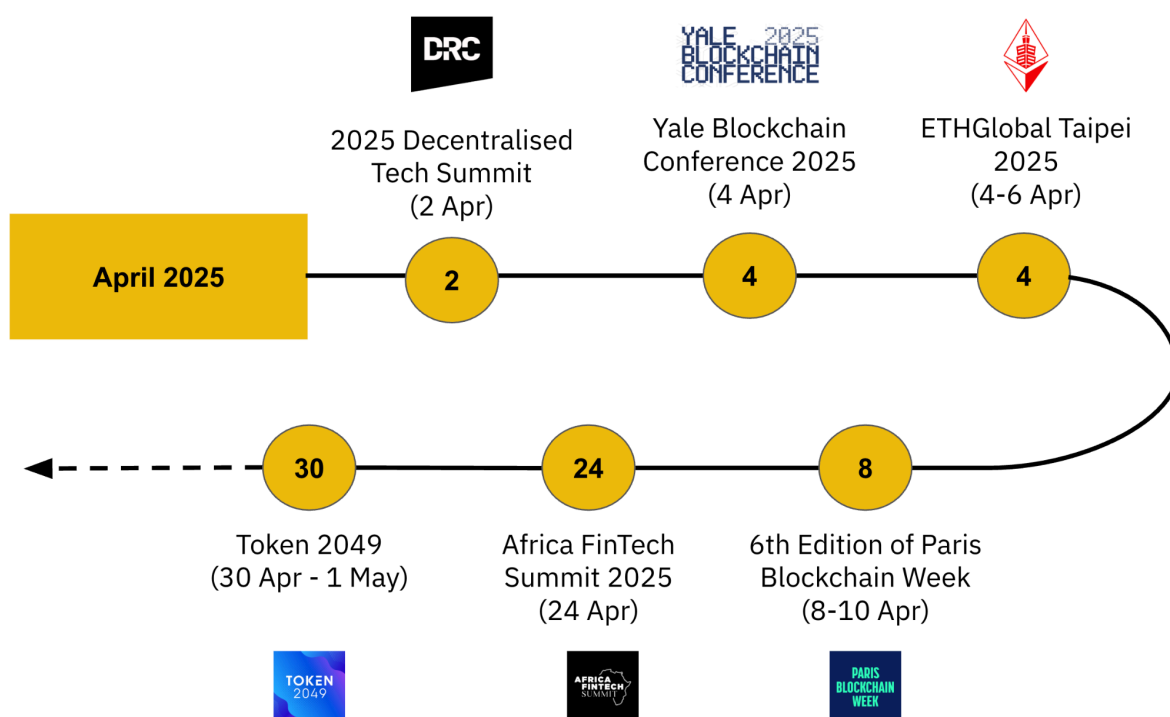 DRC
YALE 2025
BLOCKCHAIN
CONFERENCE
2025 Decentralised
Tech Summit
(2 Apr)
Yale Blockchain
Conference 2025
(4 Apr)
ETHGlobal Taipei
2025
(4-6 Apr)
April 2025
2
4
4
8
24
30
6th Edition of Paris
Blockchain Week
(8-10 Apr)
Africa FinTech
Summit 2025
(24 Apr)
Token 2049
(30 Apr - 1 May)
PARIS
BLOCKCHAIN
WEEK
AFRICA
FINTECH
SUMMIT
TOKEN
2049